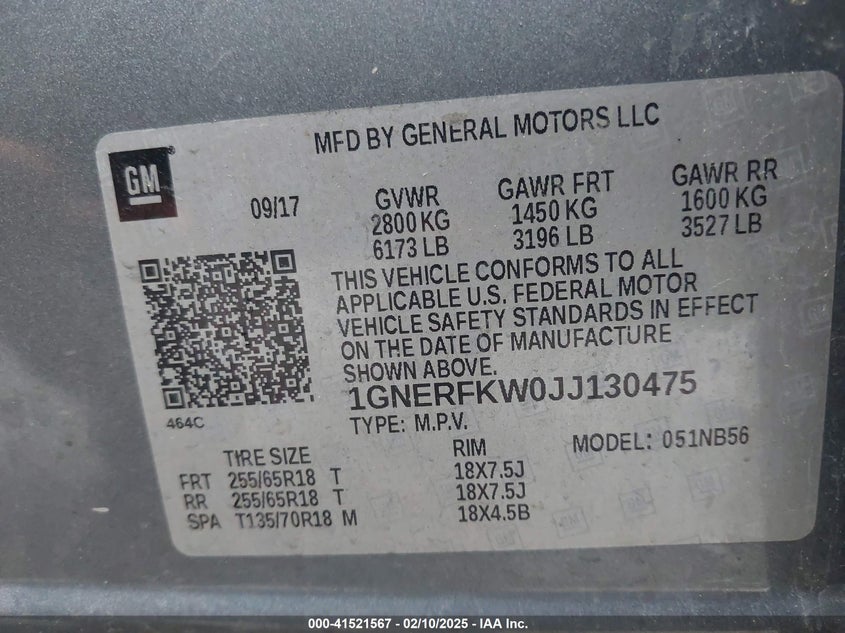 MFD BY GENERAL MOTORS LLC
GM
09/17
GVWR
2800 KG
6173 LB
GAWR FRT
1450 KG
3196 LB
GAWR RR
1600 KG
3527 LB
THIS VEHICLE CONFORMS TO ALL
APPLICABLE U.S. FEDERAL MOTOR
VEHICLE SAFETY STANDARDS IN EFFECT
ON THE DATE OF MANUFACTURE
SHOWN ABOVE.
1GNERFKW0JJ130475
464C
TYPE: M.P.V.
MODEL: 051NB56
TIRE SIZE RIM
FRT 255/65R18 T 18X7.5J
RR 255/65R18 T 18X7.5J
SPA T135/70R18 M 18X4.5B
000-41521567 - 02/10/2025 - IAA Inc.